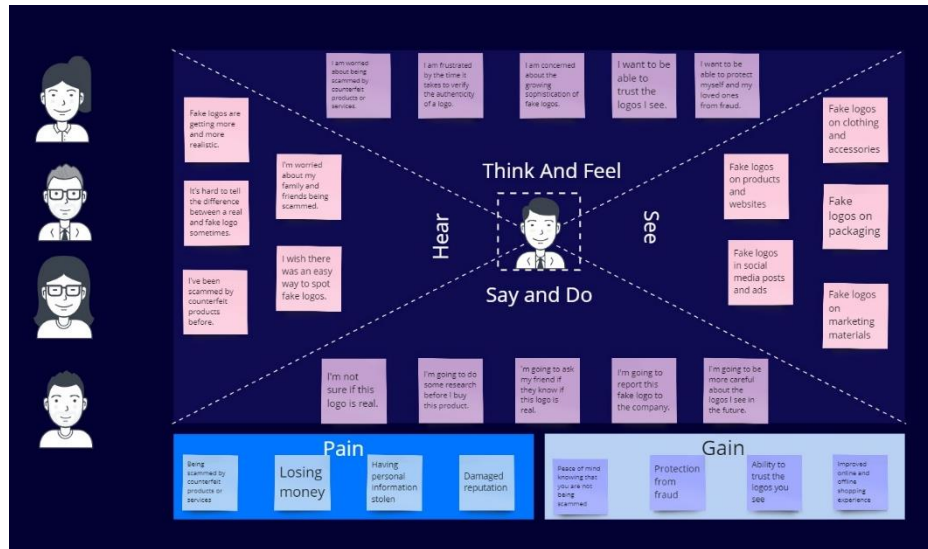 I am worried
about being
scammed by
counterfeit
products or
services.
I am frustrated
by the time it
takes to verify
the authenticity
of a logo.
I am concerned
about the
growing
sophistication of
fake logos.
I want to be
able to
trust the
logos I see.
I want to be
able to protect
myself and my
loved ones
from fraud.
Fake logos are
getting more
and more
realistic.
I'm worried
about my
family and
friends being
scammed.
It's hard to tell
the difference
between a real
and fake logo
sometimes.
I wish there
was an easy
way to spot
fake logos.
I've been
scammed by
counterfeit
products
before.
Think And Feel
Hear
See
Say and Do
Fake logos
on products
and
websites
Fake logos
on clothing
and
accessories
Fake
logos on
packaging
Fake logos
in social
media posts
and ads
Fake logos
on
marketing
materials
I'm not
sure if this
logo is real.
I'm going to do
some research
before I buy
this product.
'm going to ask
my friend if
they know if
this logo is
real.
I'm going to
report this
fake logo to
the company.
I'm going to be
more careful
about the
logos I see in
the future.
Pain
Being
scammed by
counterfeit
products or
services
Losing
money
Having
personal
information
stolen
Damaged
reputation
Gain
Peace of mind
knowing that
you are not
being
scammed
Protection
from
fraud
Ability to
trust the
logos you
see
Improved
online and
offline
shopping
experience